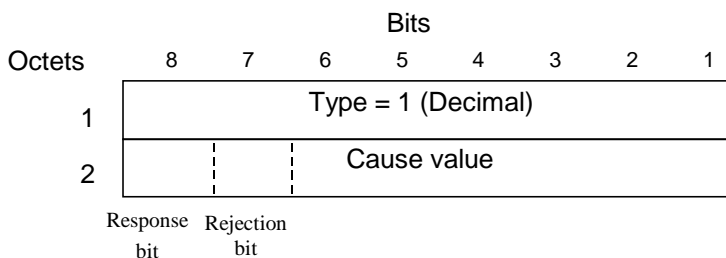 Bits
Octets 8 7 6 5 4 3 2 1
1 Type = 1 (Decimal)
2 Cause value
Response bit
Rejection bit